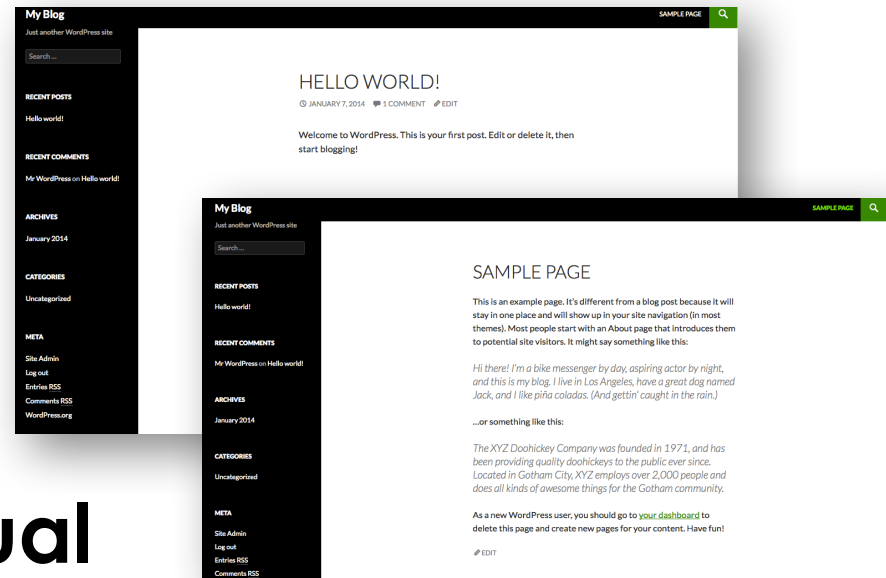 My Blog
SAMPLE PAGE
Just another WordPress site
Search ...
RECENT POSTS
Hello world!
RECENT COMMENTS
Mr WordPress on Hello world!
ARCHIVES
January 2014
CATEGORIES
Uncategorized
META
Site Admin
Log out
Entries RSS
Comments RSS
WordPress.org
HELLO WORLD!
JANUARY 7, 2014 1 COMMENT EDIT
Welcome to WordPress. This is your first post. Edit or delete it, then
start blogging!
My Blog
SAMPLE PAGE
Just another WordPress site
Search ...
RECENT POSTS
Hello world!
RECENT COMMENTS
Mr WordPress on Hello world!
ARCHIVES
January 2014
CATEGORIES
Uncategorized
META
Site Admin
Log out
Entries RSS
Comments RSS
SAMPLE PAGE
This is an example page. It's different from a blog post because it will
stay in one place and will show up in your site navigation (in most
themes). Most people start with an About page that introduces them
to potential site visitors. It might say something like this:
Hi there! I'm a bike messenger by day, aspiring actor by night,
and this is my blog. I live in Los Angeles, have a great dog named
Jack, and I like piña coladas. (And gettin' caught in the rain.)
...or something like this:
The XYZ Doohickey Company was founded in 1971, and has
been providing quality doohickeys to the public ever since.
Located in Gotham City, XYZ employs over 2,000 people and
does all kinds of awesome things for the Gotham community.
As a new WordPress user, you should go to your dashboard to
delete this page and create new pages for your content. Have fun!
EDIT
ual